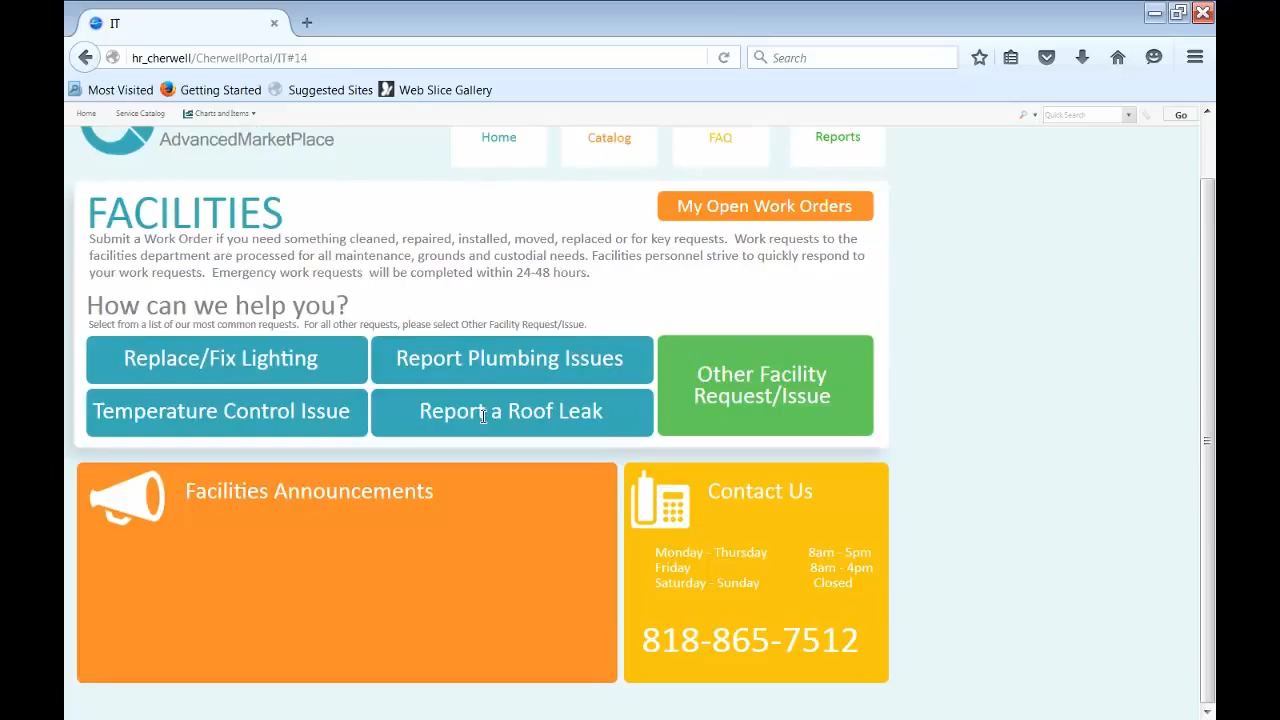 IT
hr_cherwell/CherwellPortal/IT#14
Search
Most Visited Getting Started Suggested Sites Web Slice Gallery
Home Service Catalog Charts and Items Quick Search Go
AdvancedMarketPlace
Home Catalog FAQ Reports
FACILITIES
My Open Work Orders
Submit a Work Order if you need something cleaned, repaired, installed, moved, replaced or for key requests. Work requests to the
facilities department are processed for all maintenance, grounds and custodial needs. Facilities personnel strive to quickly respond to
your work requests. Emergency work requests will be completed within 24-48 hours.
How can we help you?
Select from a list of our most common requests. For all other requests, please select Other Facility Request/Issue.
Replace/Fix Lighting
Report Plumbing Issues
Temperature Control Issue
Report a Roof Leak
Other Facility
Request/Issue
Facilities Announcements
Contact Us
Monday - Thursday 8am - 5pm
Friday 8am - 4pm
Saturday - Sunday Closed
818-865-7512